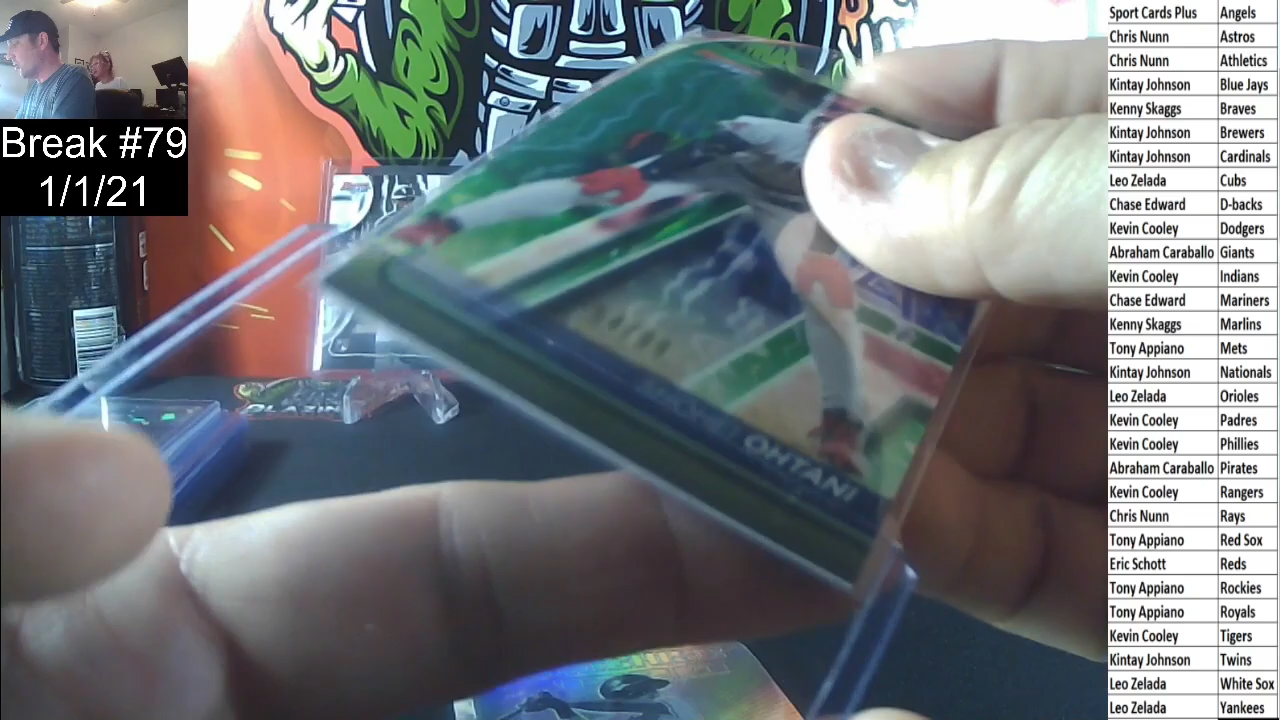 Break #79
1/1/21
OHTANI
Sport Cards Plus Angels
Chris Nunn Astros
Chris Nunn Athletics
Kintay Johnson Blue Jays
Kenny Skaggs Braves
Kintay Johnson Brewers
Kintay Johnson Cardinals
Leo Zelada Cubs
Chase Edward D-backs
Kevin Cooley Dodgers
Abraham Caraballo Giants
Kevin Cooley Indians
Chase Edward Mariners
Kenny Skaggs Marlins
Tony Appiano Mets
Kintay Johnson Nationals
Leo Zelada Orioles
Kevin Cooley Padres
Kevin Cooley Phillies
Abraham Caraballo Pirates
Kevin Cooley Rangers
Chris Nunn Rays
Tony Appiano Red Sox
Eric Schott Reds
Tony Appiano Rockies
Tony Appiano Royals
Kevin Cooley Tigers
Kintay Johnson Twins
Leo Zelada White Sox
Leo Zelada Yankees